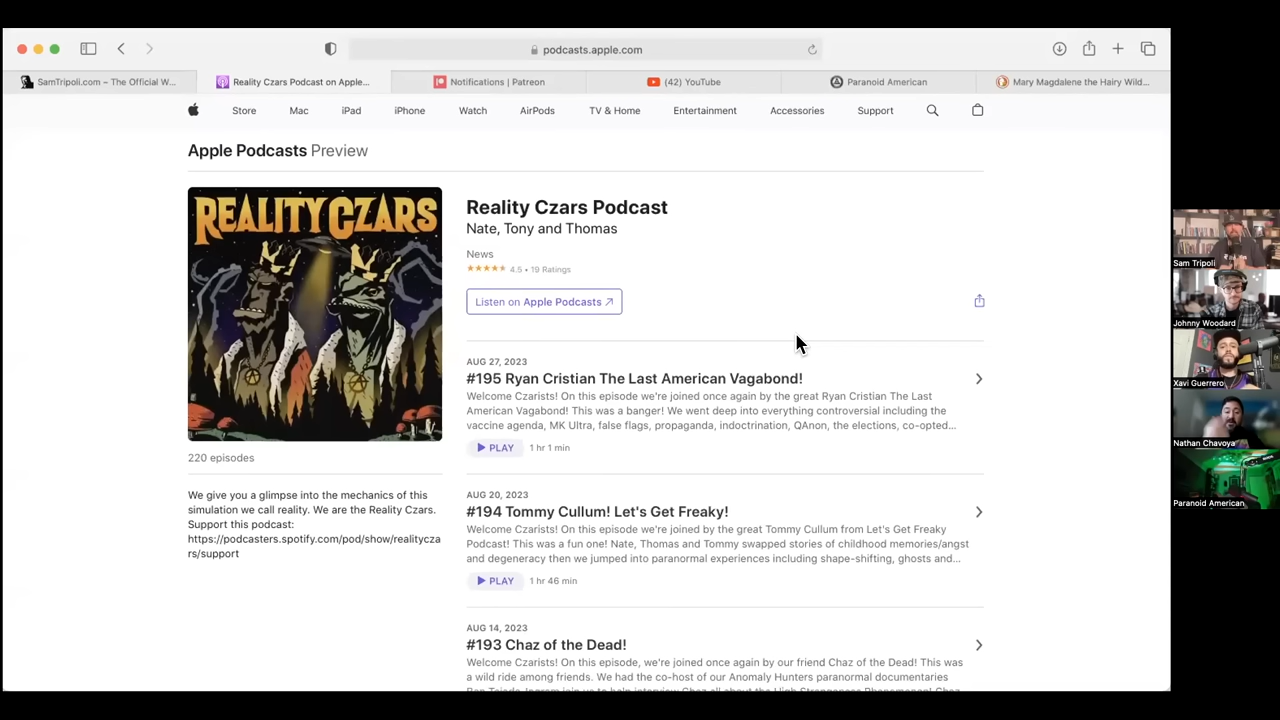 podcasts.apple.com
SamTripoli.com – The Official W...
Reality Czars Podcast on Apple...
Notifications | Patreon
(42) YouTube
Paranoid American
Mary Magdalene the Hairy Wild...
Store
Mac
iPad
iPhone
Watch
AirPods
TV & Home
Entertainment
Accessories
Support
Apple Podcasts Preview
REALITY CZARS
Reality Czars Podcast
Nate, Tony and Thomas
News
4.5 • 19 Ratings
Listen on Apple Podcasts ↗
220 episodes
We give you a glimpse into the mechanics of this
simulation we call reality. We are the Reality Czars.
Support this podcast:
https://podcasters.spotify.com/pod/show/realitycza
rs/support
AUG 27, 2023
#195 Ryan Cristian The Last American Vagabond!
Welcome Czarists! On this episode we're joined once again by the great Ryan Cristian The Last
American Vagabond! This was a banger! We went deep into everything controversial including the
vaccine agenda, MK Ultra, false flags, propaganda, indoctrination, QAnon, the elections, co-opted...
PLAY
1 hr 1 min
AUG 20, 2023
#194 Tommy Cullum! Let's Get Freaky!
Welcome Czarists! On this episode we're joined by the great Tommy Cullum from Let's Get Freaky
Podcast! This was a fun one! Nate, Thomas and Tommy swapped stories of childhood memories/angst
and degeneracy then we jumped into paranormal experiences including shape-shifting, ghosts and...
PLAY
1 hr 46 min
AUG 14, 2023
#193 Chaz of the Dead!
Welcome Czarists! On this episode, we're joined once again by our friend Chaz of the Dead! This was
a wild ride among friends. We had the co-host of our Anomaly Hunters paranormal documentaries
Sam Tripoli
Johnny Woodard
Xavi Guerrero
Nathan Chavoya
Paranoid American